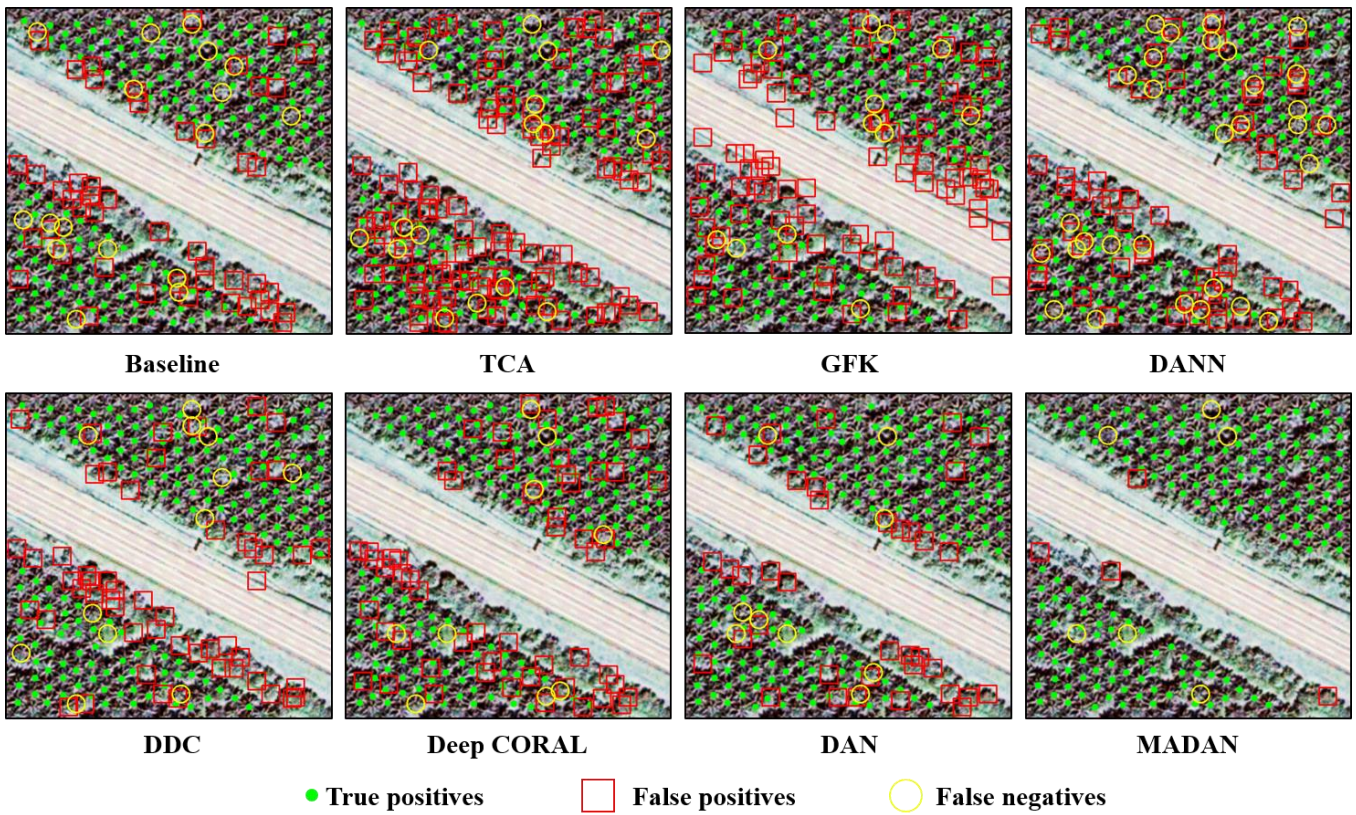 Baseline TCA GFK DANN
DDC Deep CORAL DAN MADAN
True positives False positives False negatives